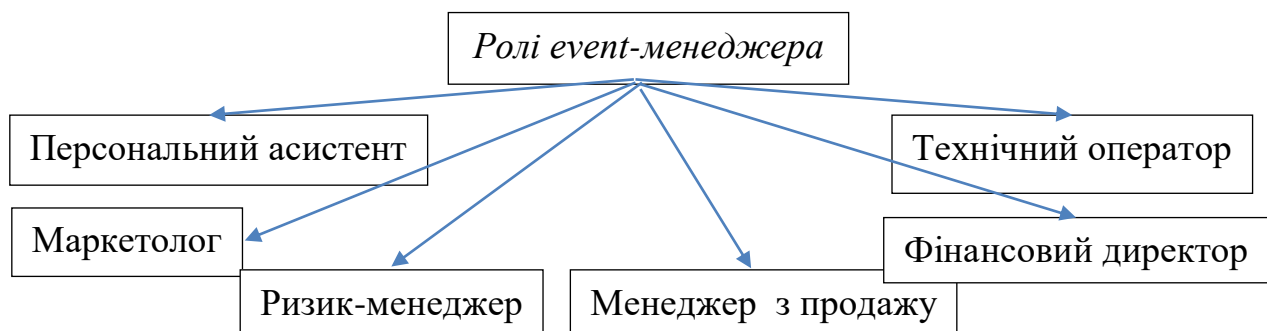 Ролі event-менеджера
Персональний асистент
Технічний оператор
Маркетолог
Фінансовий директор
Ризик-менеджер
Менеджер з продажу